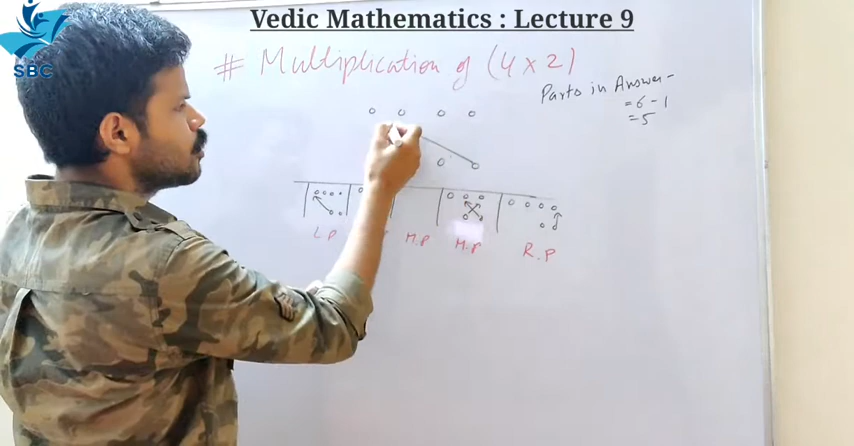 Vedic Mathematics : Lecture 9
SBC
# Multiplication of (4 x 2)
Parts in Answer -
= 6 - 1
= 5
L P P M.P M.P R.P